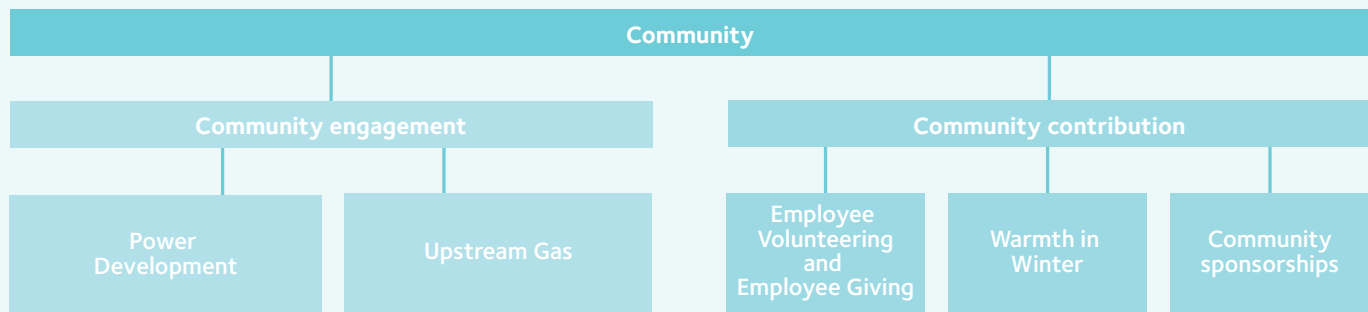 Community
Community engagement
Community contribution
Power
Development
Upstream Gas
Employee
Volunteering
and
Employee Giving
Warmth in
Winter
Community
sponsorships